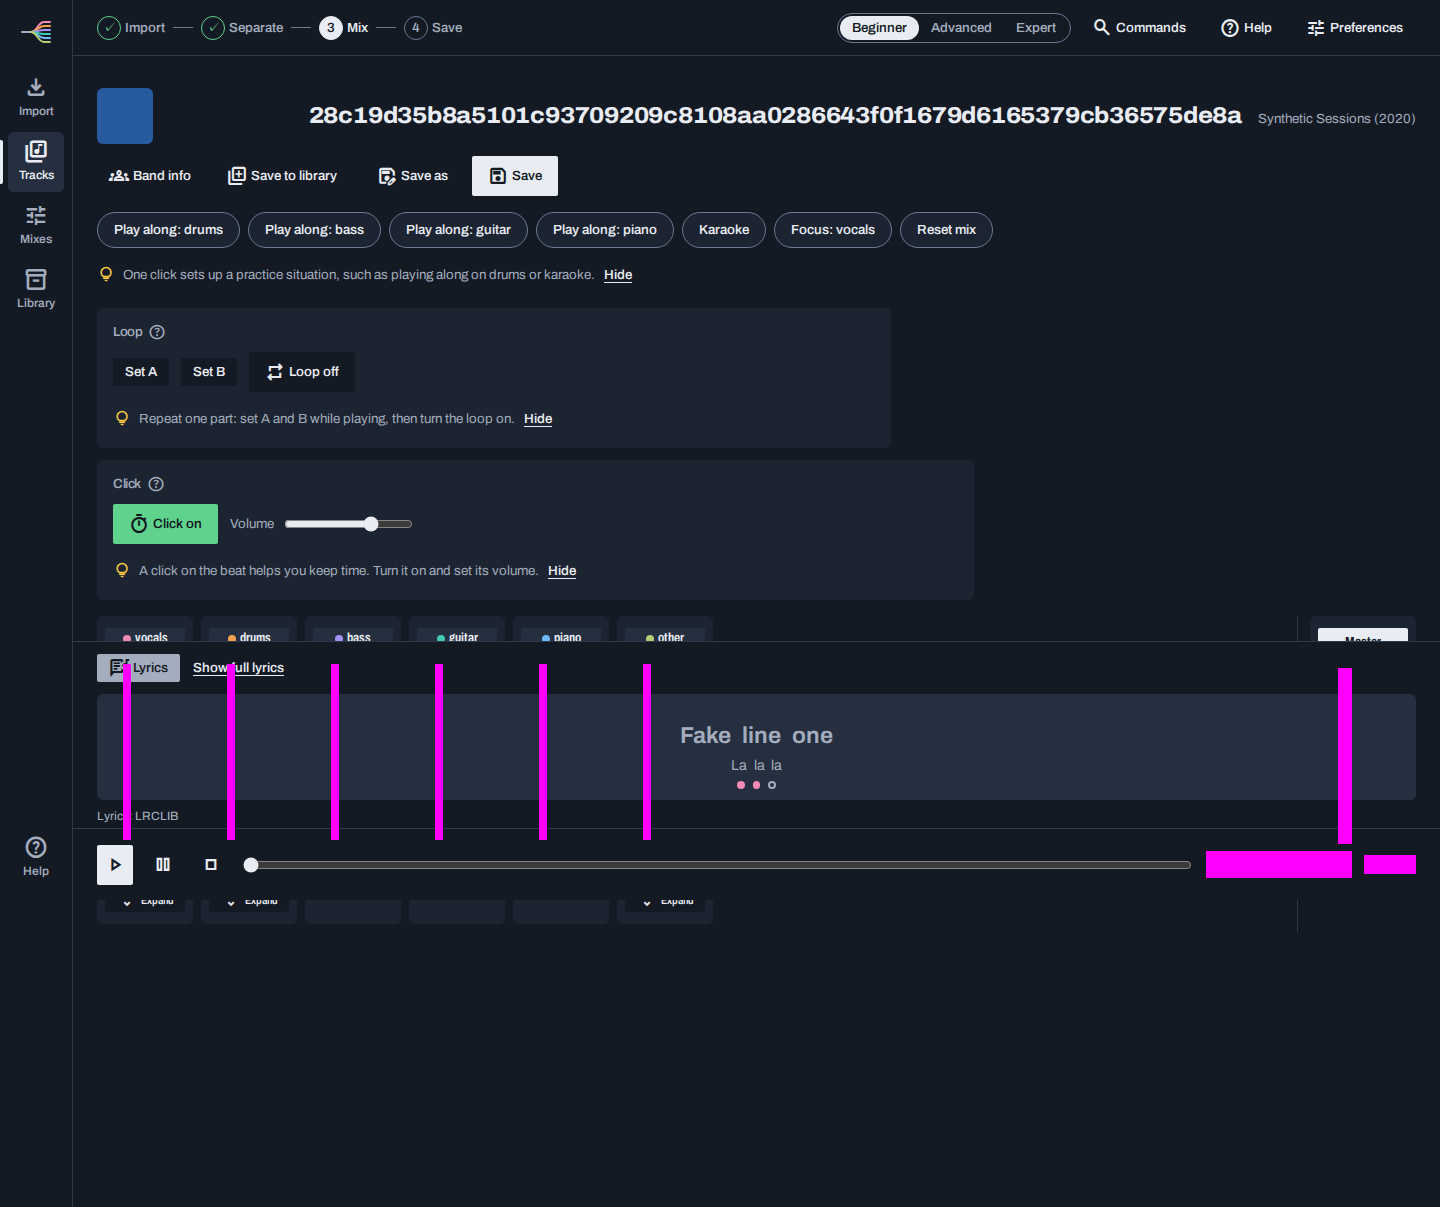 Import
Separate
3 Mix
4 Save
Beginner
Advanced
Expert
Commands
Help
Preferences
Import
Tracks
Mixes
Library
Help
28c19d35b8a5101c93709209c8108aa0286643f0f1679d6165379cb36575de8a Synthetic Sessions (2020)
Band info
Save to library
Save as
Save
Play along: drums
Play along: bass
Play along: guitar
Play along: piano
Karaoke
Focus: vocals
Reset mix
One click sets up a practice situation, such as playing along on drums or karaoke. Hide
Loop
Set A
Set B
Loop off
Repeat one part: set A and B while playing, then turn the loop on. Hide
Click
Click on
Volume
A click on the beat helps you keep time. Turn it on and set its volume. Hide
vocals
drums
bass
guitar
piano
other
Master
Lyrics
Show full lyrics
Fake line one
La la la
Lyrics: LRCLIB
Expand
Expand
Expand